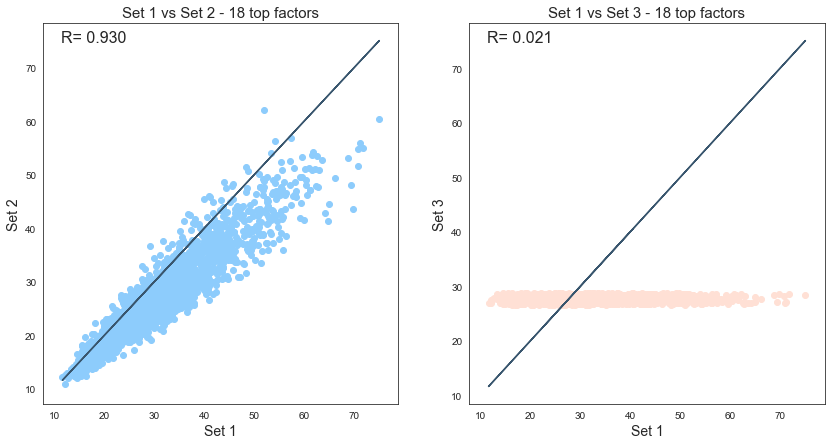 Set 1 vs Set 2 - 18 top factors
R= 0.930
70
60
50
40
30
20
10
Set 2
10 20 30 40 50 60 70
Set 1
Set 1 vs Set 3 - 18 top factors
R= 0.021
70
60
50
40
30
20
10
Set 3
10 20 30 40 50 60 70
Set 1